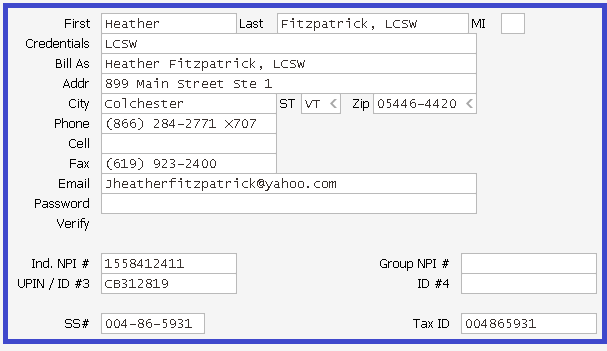 First Heather Last Fitzpatrick, LCSW MI
Credentials LCSW
Bill As Heather Fitzpatrick, LCSW
Addr 899 Main Street Ste 1
City Colchester ST VT Zip 05446-4420
Phone (866) 284-2771 X707
Cell
Fax (619) 923-2400
Email Jheatherfitzpatrick@yahoo.com
Password
Verify
Ind. NPI # 1558412411 Group NPI #
UPIN / ID #3 CB312819 ID #4
SS# 004-86-5931 Tax ID 004865931